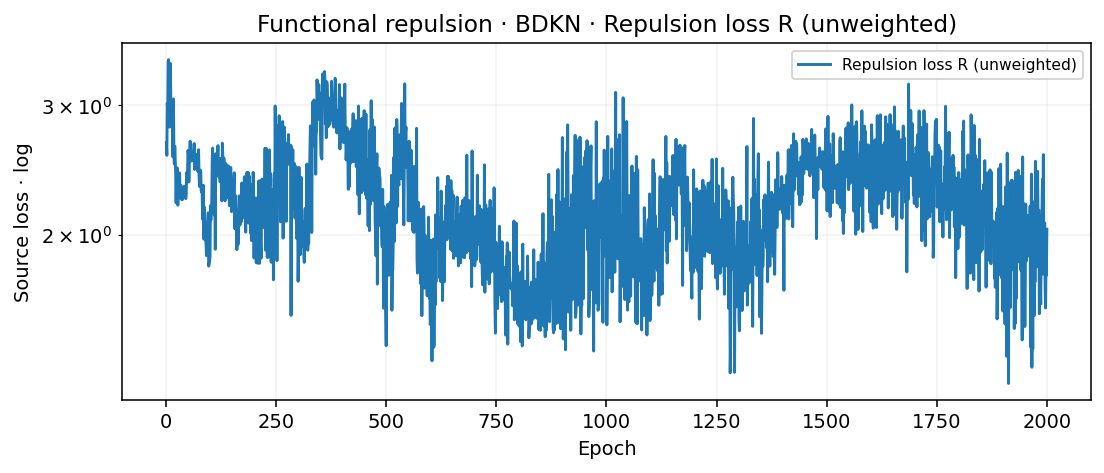 Functional repulsion · BDKN · Repulsion loss R (unweighted)
Repulsion loss R (unweighted)
Source loss · log
3 × 10⁰
2 × 10⁰
0 250 500 750 1000 1250 1500 1750 2000
Epoch